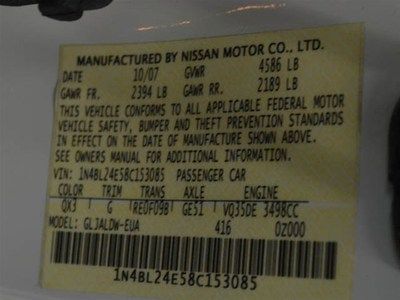 MANUFACTURED BY NISSAN MOTOR CO., LTD.
DATE 10/07 GVWR 4586 LB
GAWR FR. 2394 LB GAWR RR. 2189 LB
THIS VEHICLE CONFORMS TO ALL APPLICABLE FEDERAL MOTOR
VEHICLE SAFETY, BUMPER AND THEFT PREVENTION STANDARDS
IN EFFECT ON THE DATE OF MANUFACTURE SHOWN ABOVE.
SEE OWNERS MANUAL FOR ADDITIONAL INFORMATION.
VIN: 1N4BL24E58C153085 PASSENGER CAR
COLOR TRIM TRANS AXLE ENGINE
QX3 G RE0F09B GE51 VQ35DE 3498CC
MODEL: GLJALDW-EUA 416 0Z000
1N4BL24E58C153085